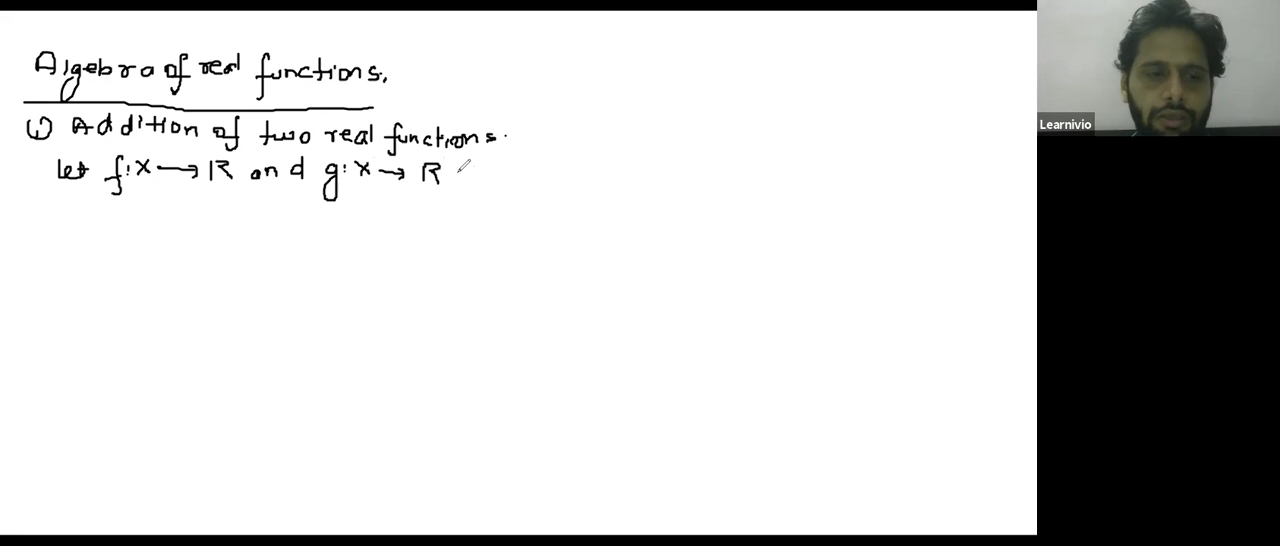 Algebra of real functions.
(i) Addition of two real functions.
let f: X → R and g: X → R
Learnivio